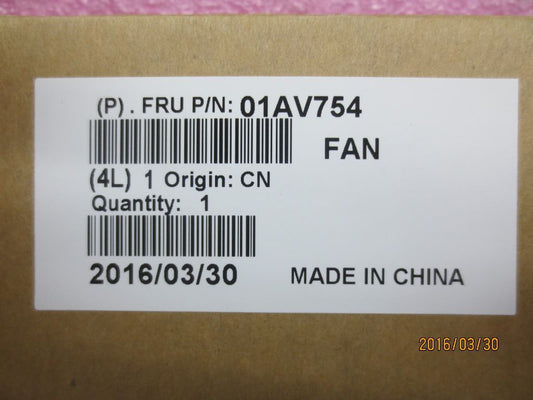 (P) . FRU P/N: 01AV754
FAN
(4L) 1 Origin: CN
Quantity: 1
2016/03/30 MADE IN CHINA
2016/03/30